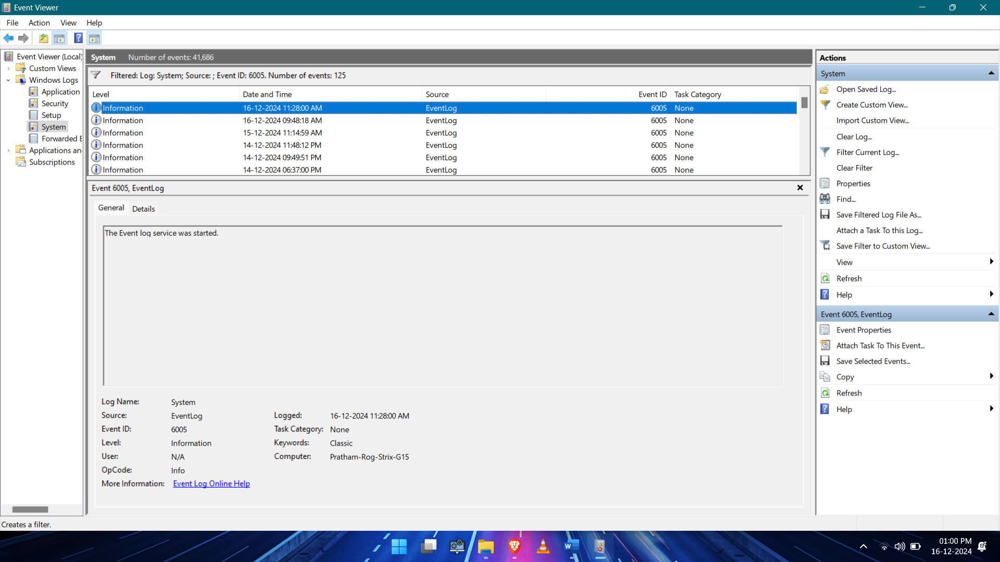 Event Viewer
File Action View Help
Event Viewer (Local)
Custom Views
Windows Logs
Application
Security
Setup
System
Forwarded E
Applications an
Subscriptions
System Number of events: 41,686
Filtered: Log: System; Source: ; Event ID: 6005. Number of events: 125
Level Date and Time Source Event ID Task Category
Information 16-12-2024 11:28:00 AM EventLog 6005 None
Information 16-12-2024 09:48:18 AM EventLog 6005 None
Information 15-12-2024 11:14:59 AM EventLog 6005 None
Information 14-12-2024 11:48:12 PM EventLog 6005 None
Information 14-12-2024 09:49:51 PM EventLog 6005 None
Information 14-12-2024 06:37:00 PM EventLog 6005 None
Event 6005, EventLog
General Details
The Event log service was started.
Log Name: System
Source: EventLog Logged: 16-12-2024 11:28:00 AM
Event ID: 6005 Task Category: None
Level: Information Keywords: Classic
User: N/A Computer: Pratham-Rog-Strix-G15
OpCode: Info
More Information: Event Log Online Help
Actions
System
Open Saved Log...
Create Custom View...
Import Custom View...
Clear Log...
Filter Current Log...
Clear Filter
Properties
Find...
Save Filtered Log File As...
Attach a Task To this Log...
Save Filter to Custom View...
View
Refresh
Help
Event 6005, EventLog
Event Properties
Attach Task To This Event...
Save Selected Events...
Copy
Refresh
Help
Creates a filter.
01:00 PM
16-12-2024